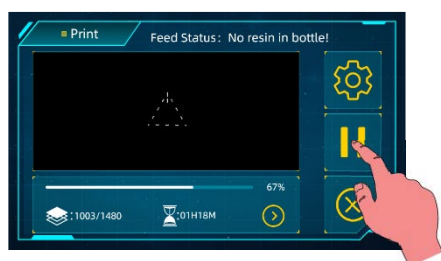 Print
Feed Status: No resin in bottle!
67%
:1003/1480
:01H18M